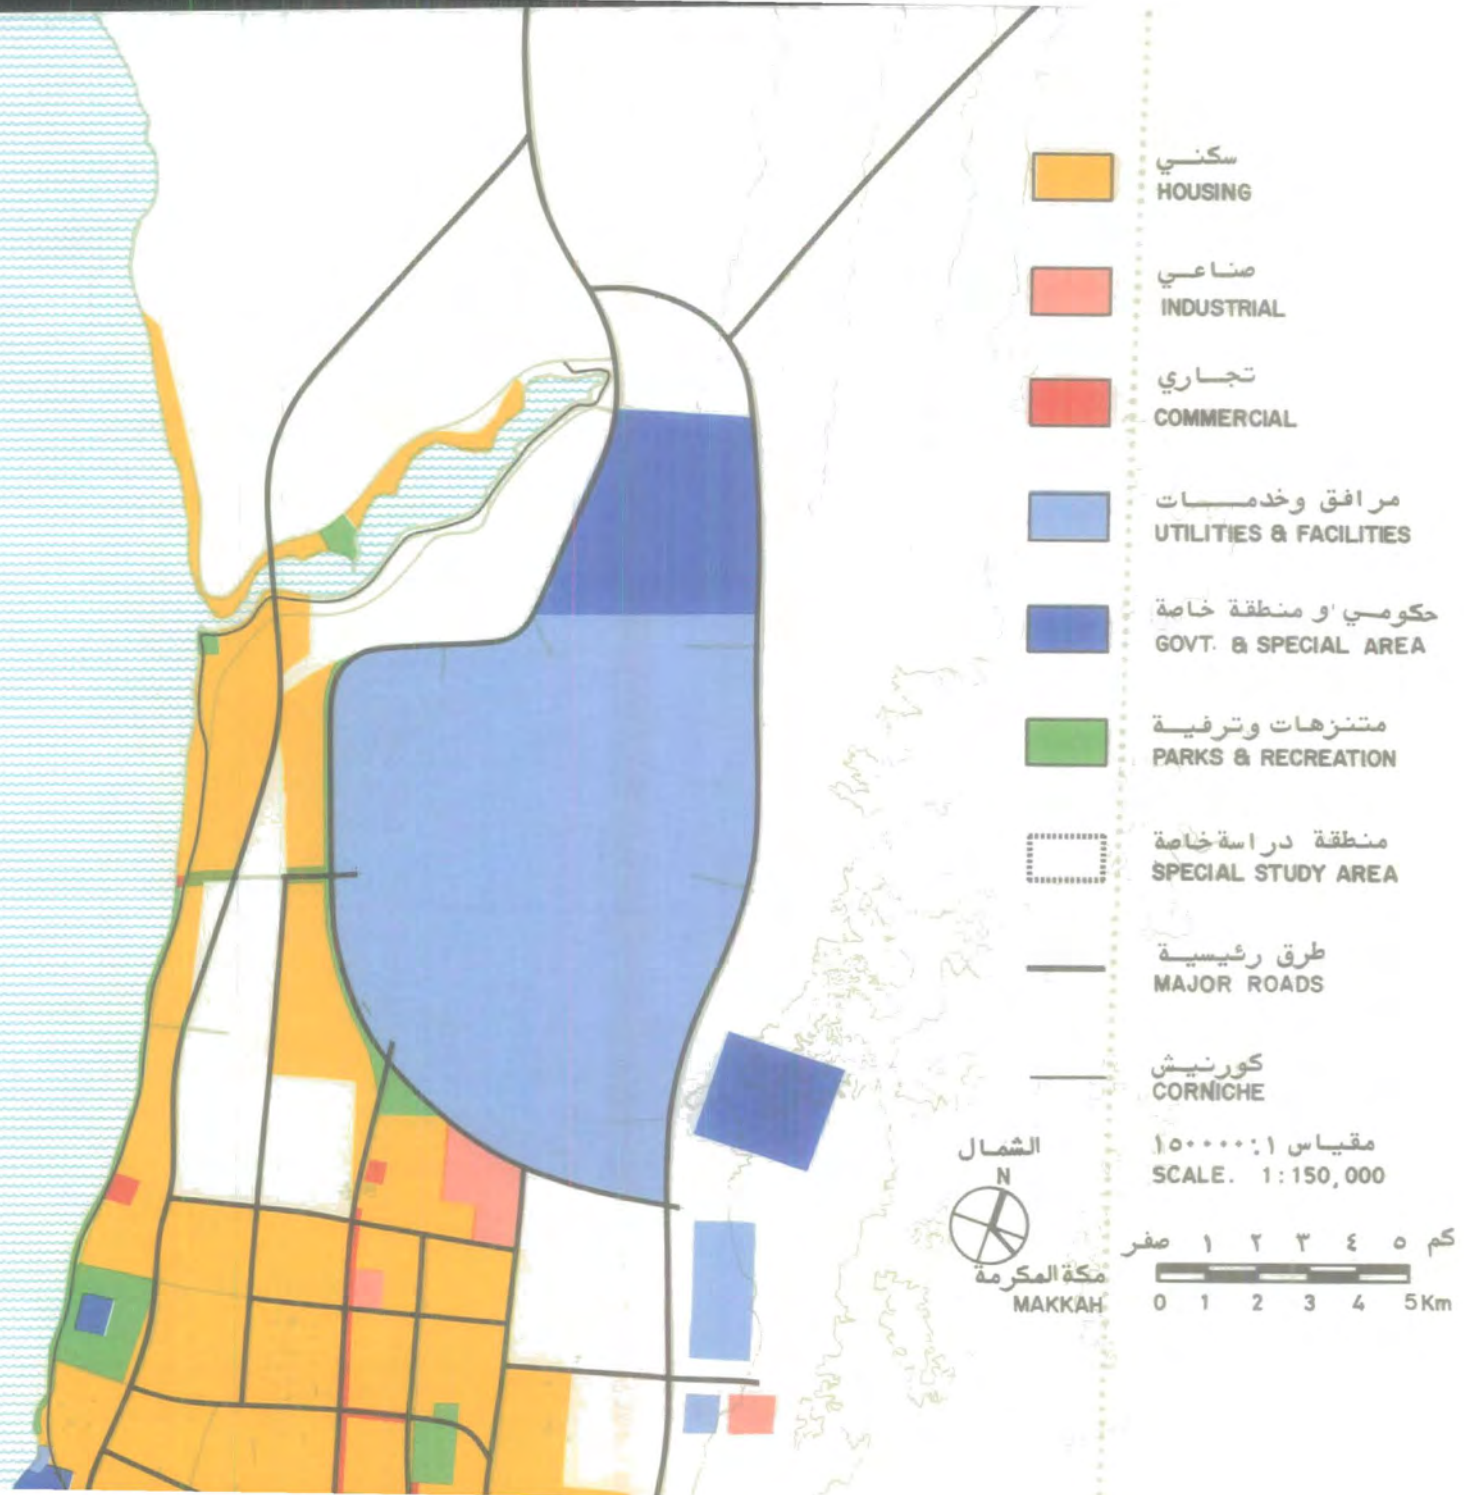 سكني
HOUSING
صناعي
INDUSTRIAL
تجاري
COMMERCIAL
مرافق وخدمات
UTILITIES & FACILITIES
حكومي و منطقة خاصة
GOVT. & SPECIAL AREA
متنزهات وترفية
PARKS & RECREATION
منطقة دراسة خاصة
SPECIAL STUDY AREA
طرق رئيسية
MAJOR ROADS
كورنيش
CORNICHE
الشمال
N
مكة المكرمة
MAKKAH
مقياس ١:١٥٠٠٠٠
SCALE. 1:150,000
صفر ١ ٢ ٣ ٤ ٥ كم
0 1 2 3 4 5 Km